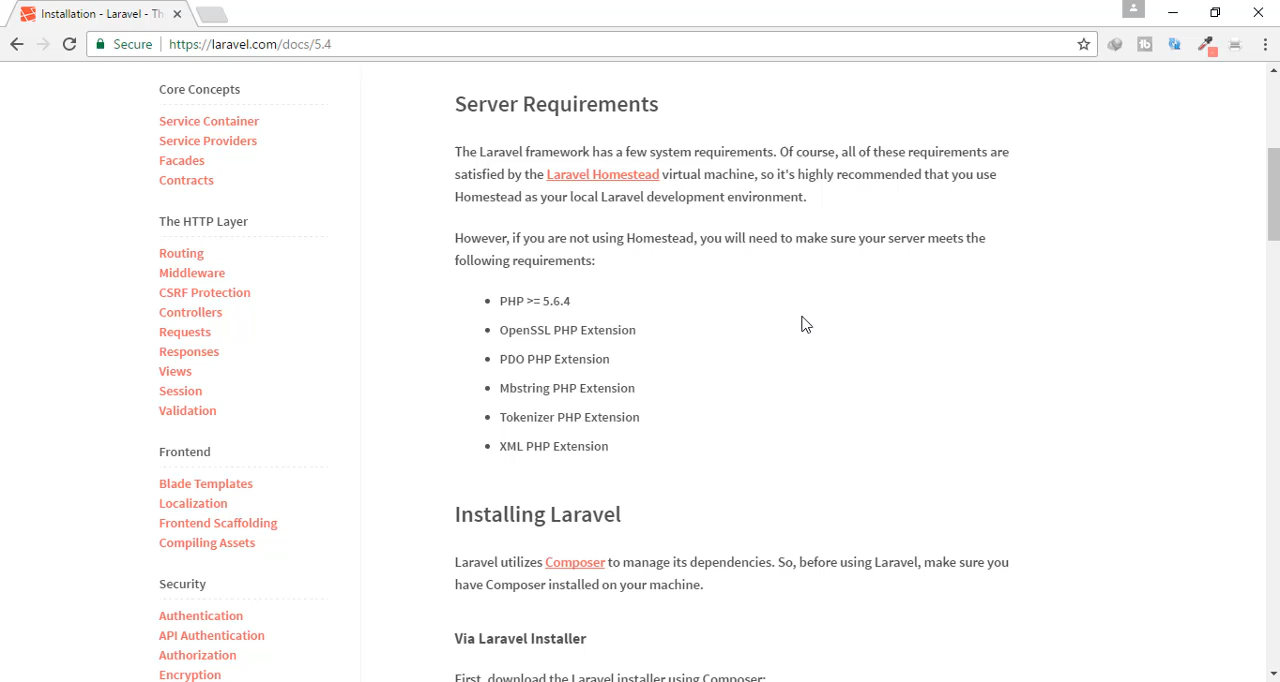 Installation - Laravel - Th
Secure
https://laravel.com/docs/5.4
Core Concepts
Service Container
Service Providers
Facades
Contracts
The HTTP Layer
Routing
Middleware
CSRF Protection
Controllers
Requests
Responses
Views
Session
Validation
Frontend
Blade Templates
Localization
Frontend Scaffolding
Compiling Assets
Security
Authentication
API Authentication
Authorization
Encryption
Server Requirements
The Laravel framework has a few system requirements. Of course, all of these requirements are
satisfied by the Laravel Homestead virtual machine, so it's highly recommended that you use
Homestead as your local Laravel development environment.
However, if you are not using Homestead, you will need to make sure your server meets the
following requirements:
PHP >= 5.6.4
OpenSSL PHP Extension
PDO PHP Extension
Mbstring PHP Extension
Tokenizer PHP Extension
XML PHP Extension
Installing Laravel
Laravel utilizes Composer to manage its dependencies. So, before using Laravel, make sure you
have Composer installed on your machine.
Via Laravel Installer
First, download the Laravel installer using Composer: